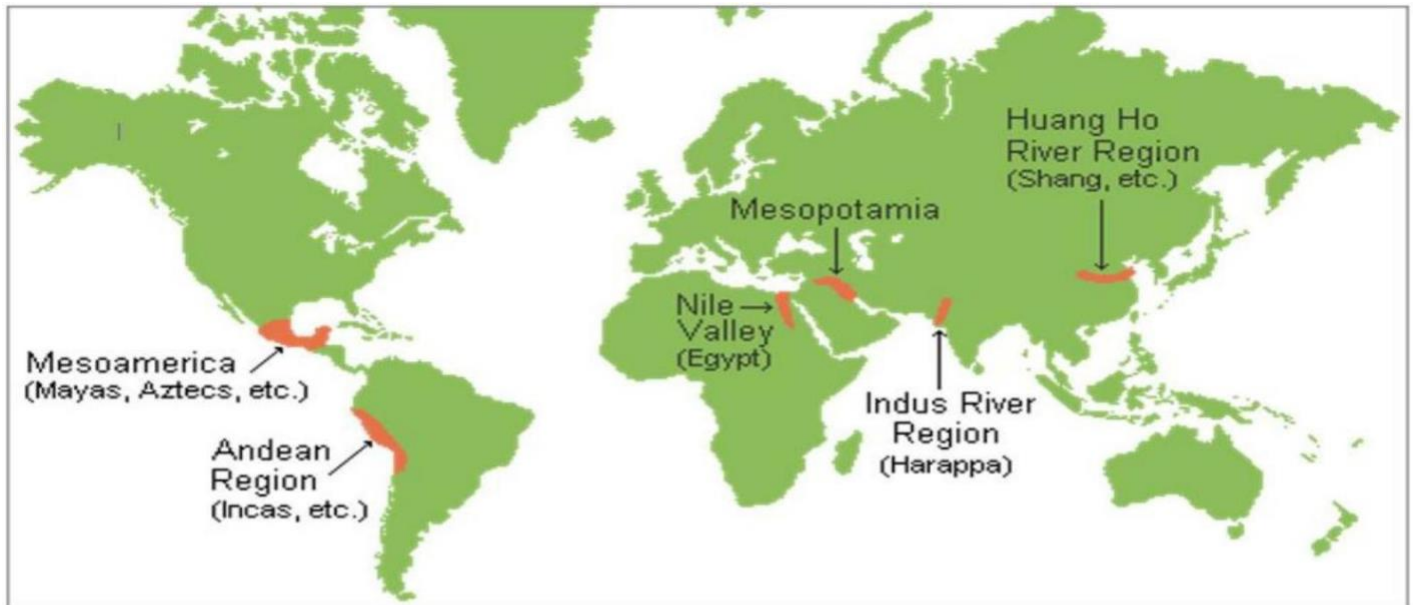 Huang Ho
River Region
(Shang, etc.)
Mesopotamia
Nile
Valley
(Egypt)
Mesoamerica
(Mayas, Aztecs, etc.)
Indus River
Region
(Harappa)
Andean
Region
(Incas, etc.)